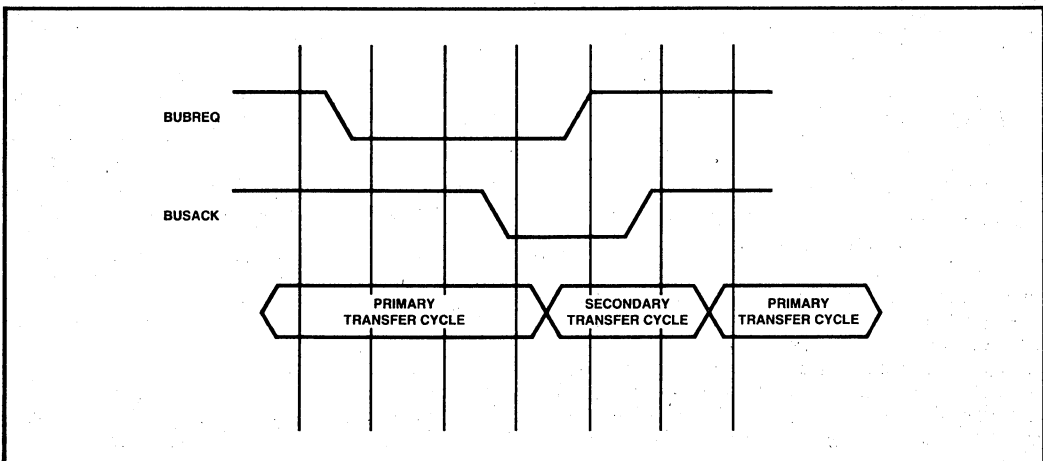 BUBREQ
BUSACK
PRIMARY
TRANSFER CYCLE
SECONDARY
TRANSFER CYCLE
PRIMARY
TRANSFER CYCLE